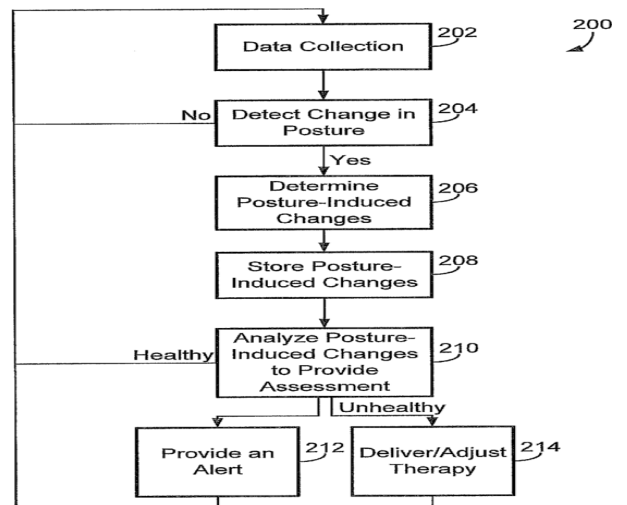 200
Data Collection
202
No
Detect Change in
Posture
204
Yes
Determine
Posture-Induced
Changes
206
Store Posture-
Induced Changes
208
Healthy
Analyze Posture-
Induced Changes
to Provide
Assessment
210
Unhealthy
Provide an
Alert
212
Deliver/Adjust
Therapy
214